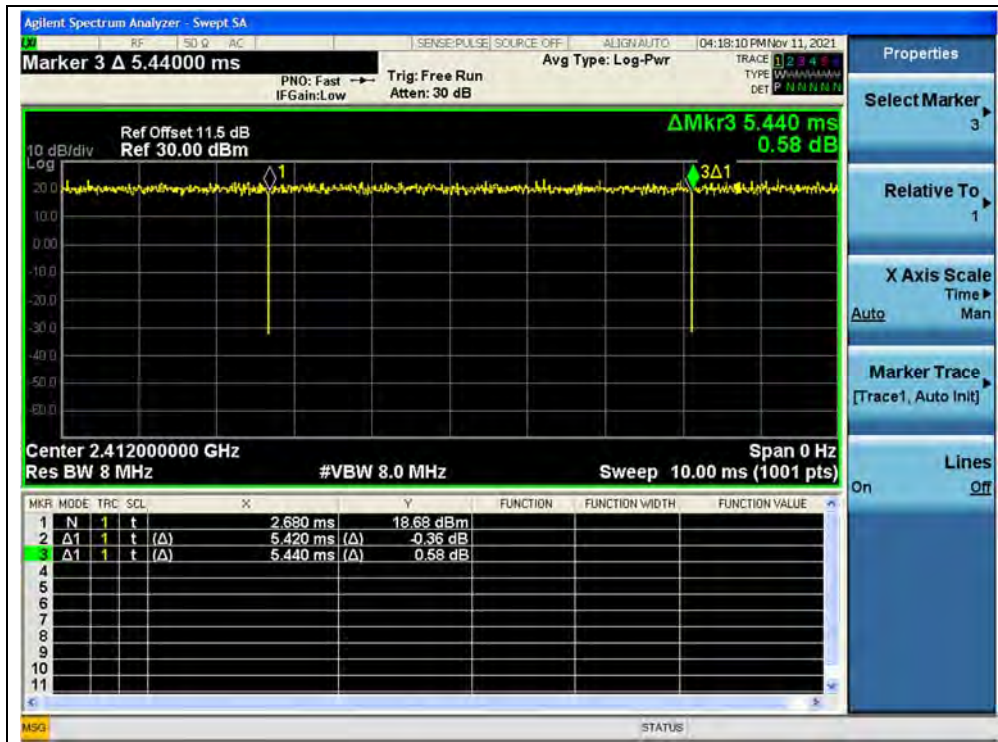 Agilent Spectrum Analyzer - Swept SA
LXI RF 50 Ω AC SENSE:PULSE SOURCE OFF ALIGN AUTO 04:18:10 PM Nov 11, 2021
Marker 3 Δ 5.44000 ms
PNO: Fast
IFGain:Low
Trig: Free Run
Atten: 30 dB
Avg Type: Log-Pwr
TRACE 1 2 3 4 5 6
TYPE
DET P N N N N N
ΔMkr3 5.440 ms
0.58 dB
Ref Offset 11.5 dB
10 dB/div Ref 30.00 dBm
Log
20.0
10.0
0.00
-10.0
-20.0
-30.0
-40.0
-50.0
-60.0
1
3Δ1
Center 2.412000000 GHz Span 0 Hz
Res BW 8 MHz #VBW 8.0 MHz Sweep 10.00 ms (1001 pts)
MKR MODE TRC SCL X Y FUNCTION FUNCTION WIDTH FUNCTION VALUE
1 N 1 t 2.680 ms 18.68 dBm
2 Δ1 1 t (Δ) 5.420 ms (Δ) -0.36 dB
3 Δ1 1 t (Δ) 5.440 ms (Δ) 0.58 dB
4
5
6
7
8
9
10
11
MSG STATUS
Properties
Select Marker
3
Relative To
1
X Axis Scale
Time
Auto Man
Marker Trace
[Trace1, Auto Init]
Lines
On Off